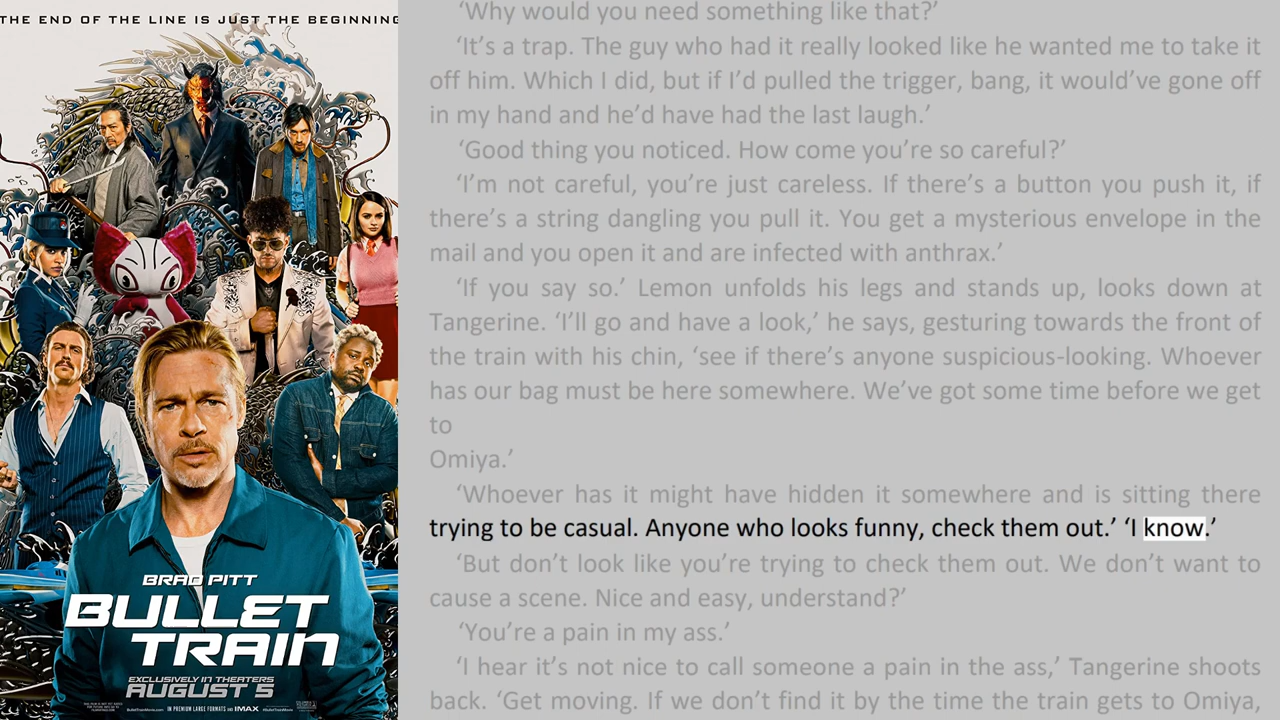 THE END OF THE LINE IS JUST THE BEGINNING
BRAD PITT
BULLET
TRAIN
EXCLUSIVELY IN THEATERS
AUGUST 5
BulletTrainMovie.com
IN PREMIUM LARGE FORMATS AND IMAX
#BulletTrainMovie
‘Why would you need something like that?’
‘It’s a trap. The guy who had it really looked like he wanted me to take it
off him. Which I did, but if I’d pulled the trigger, bang, it would’ve gone off
in my hand and he’d have had the last laugh.’
‘Good thing you noticed. How come you’re so careful?’
‘I’m not careful, you’re just careless. If there’s a button you push it, if
there’s a string dangling you pull it. You get a mysterious envelope in the
mail and you open it and are infected with anthrax.’
‘If you say so.’ Lemon unfolds his legs and stands up, looks down at
Tangerine. ‘I’ll go and have a look,’ he says, gesturing towards the front of
the train with his chin, ‘see if there’s anyone suspicious-looking. Whoever
has our bag must be here somewhere. We’ve got some time before we get
to
Omiya.’
‘Whoever has it might have hidden it somewhere and is sitting there
trying to be casual. Anyone who looks funny, check them out.’ ‘I know.’
‘But don’t look like you’re trying to check them out. We don’t want to
cause a scene. Nice and easy, understand?’
‘You’re a pain in my ass.’
‘I hear it’s not nice to call someone a pain in the ass,’ Tangerine shoots
back. ‘Get moving. If we don’t find it by the time the train gets to Omiya,